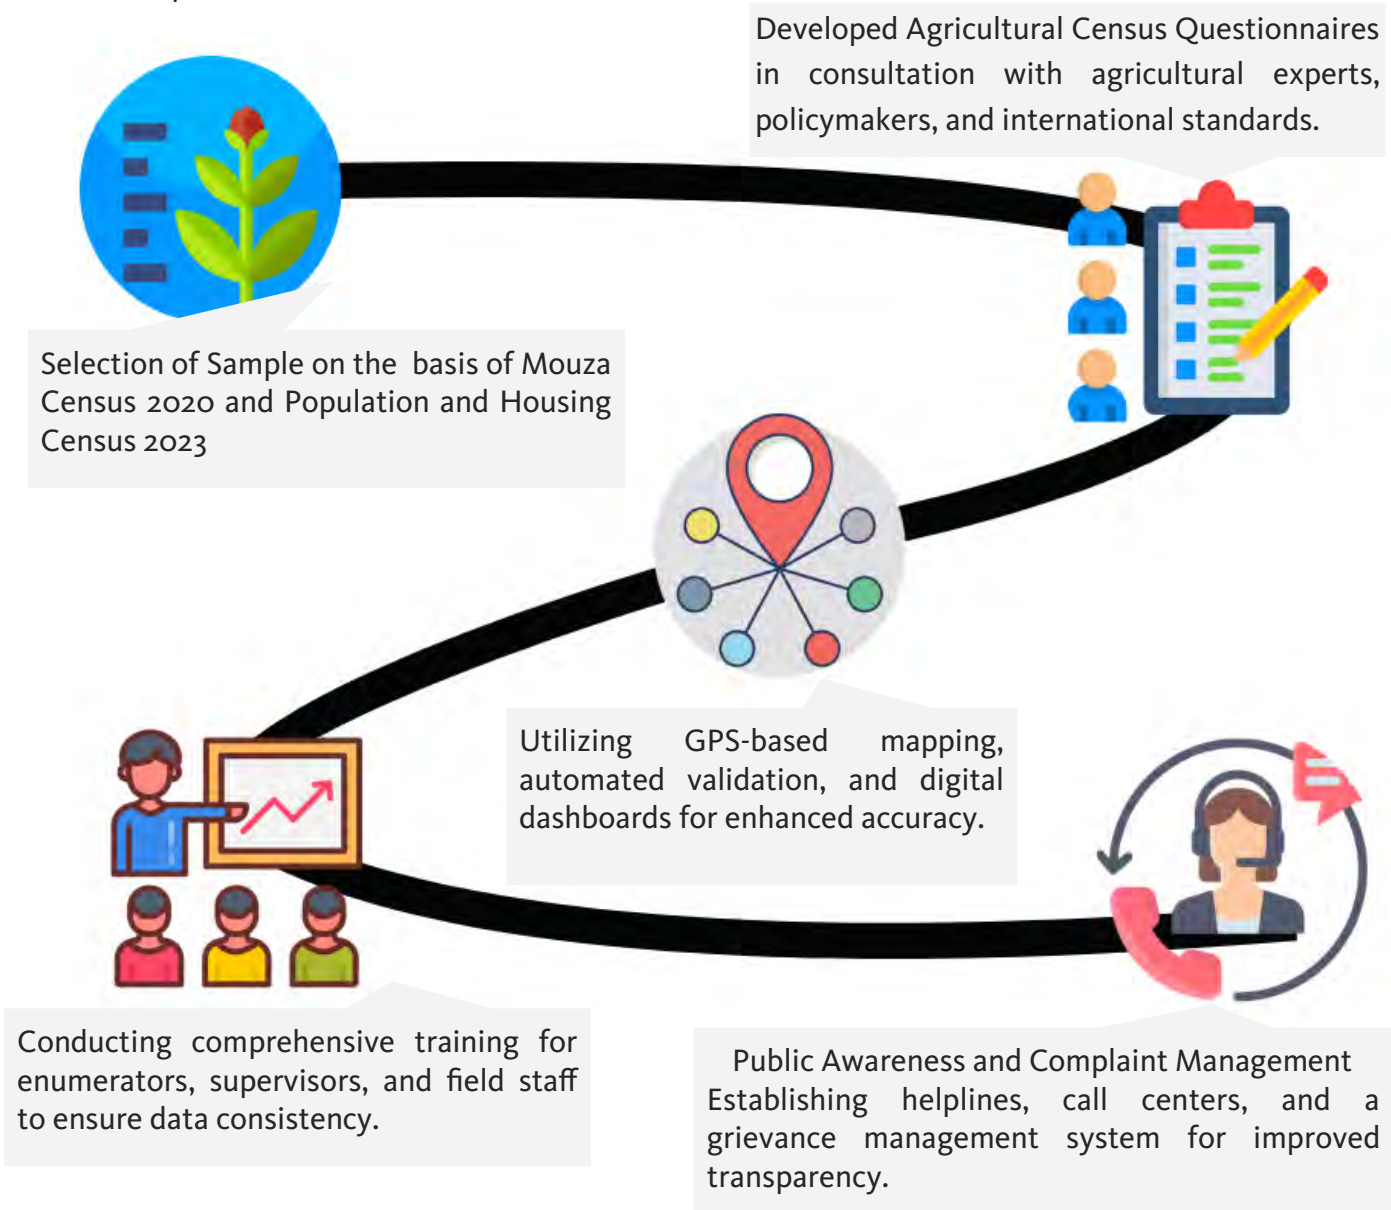 Developed Agricultural Census Questionnaires
in consultation with agricultural experts,
policymakers, and international standards.
Selection of Sample on the basis of Mouza
Census 2020 and Population and Housing
Census 2023
Utilizing GPS-based mapping,
automated validation, and digital
dashboards for enhanced accuracy.
Conducting comprehensive training for
enumerators, supervisors, and field staff
to ensure data consistency.
Public Awareness and Complaint Management
Establishing helplines, call centers, and a
grievance management system for improved
transparency.